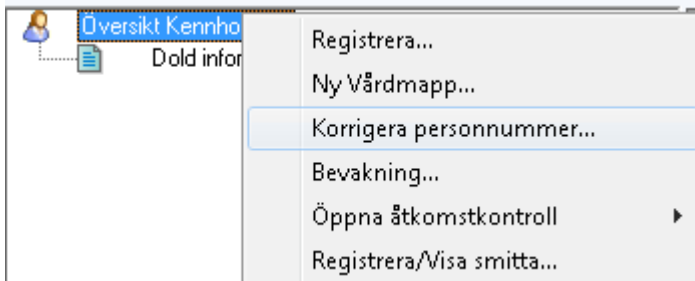 Översikt Kennho
Dold infor
Registrera...
Ny Vårdmapp...
Korrigera personnummer...
Bevakning...
Öppna åtkomstkontroll
Registrera/Visa smitta...